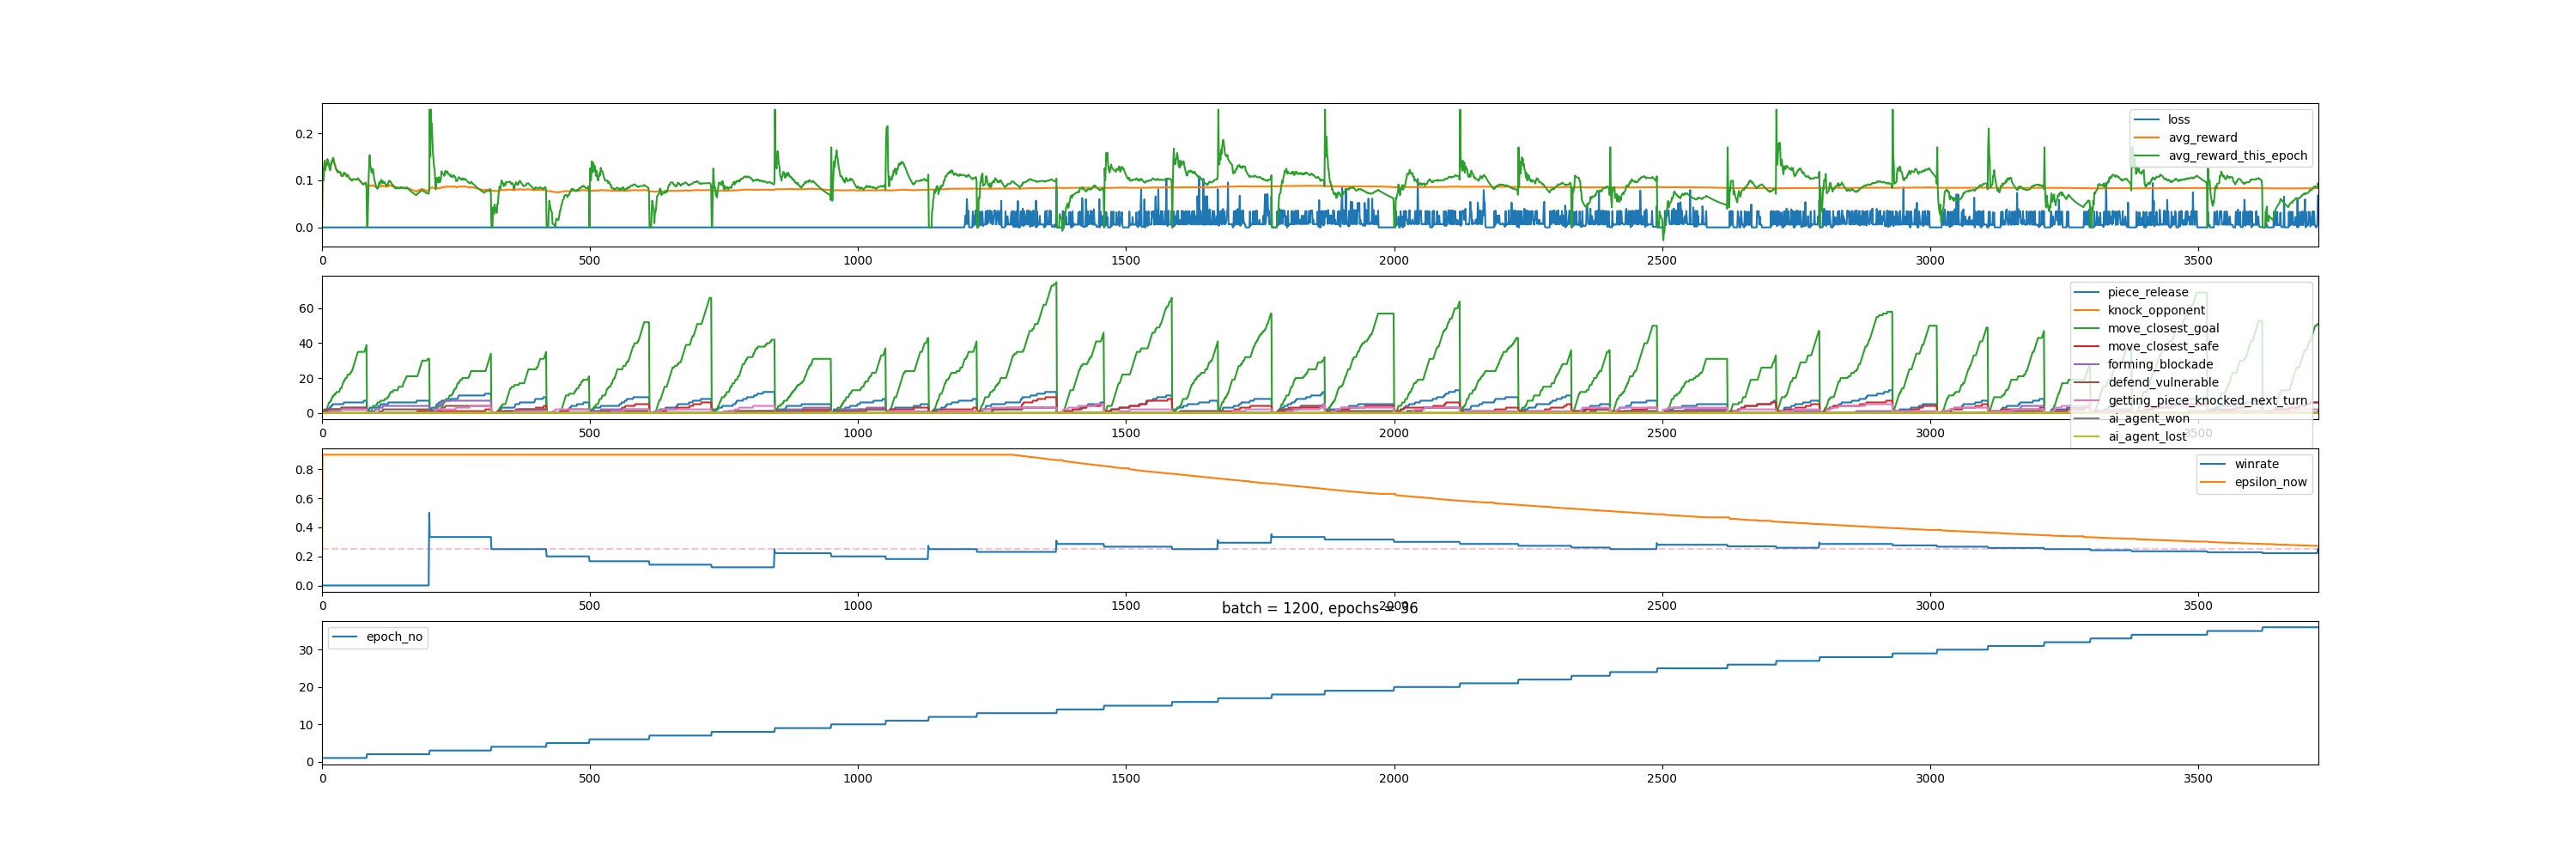 0.2
0.1
0.0
loss
avg_reward
avg_reward_this_epoch
0 500 1000 1500 2000 2500 3000 3500
60
40
20
0
piece_release
knock_opponent
move_closest_goal
move_closest_safe
forming_blockade
defend_vulnerable
getting_piece_knocked_next_turn
ai_agent_won
ai_agent_lost
0 500 1000 1500 2000 2500 3000 3500
0.8
0.6
0.4
0.2
0.0
winrate
epsilon_now
0 500 1000 1500 2000 2500 3000 3500
batch = 1200, epochs = 36
30
20
10
0
epoch_no
0 500 1000 1500 2000 2500 3000 3500